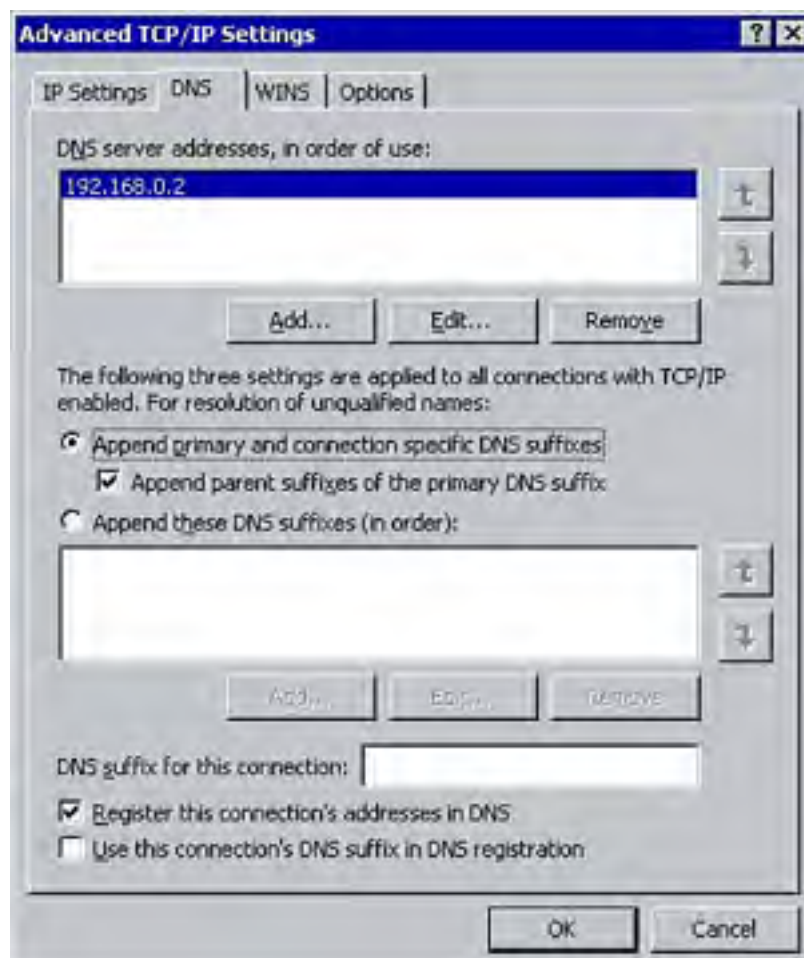 Advanced TCP/IP Settings
IP Settings DNS WINS Options
DNS server addresses, in order of use:
192.168.0.2
Add... Edit... Remove
The following three settings are applied to all connections with TCP/IP
enabled. For resolution of unqualified names:
Append primary and connection specific DNS suffixes
Append parent suffixes of the primary DNS suffix
Append these DNS suffixes (in order):
Add... Edit... Remove
DNS suffix for this connection:
Register this connection's addresses in DNS
Use this connection's DNS suffix in DNS registration
OK Cancel